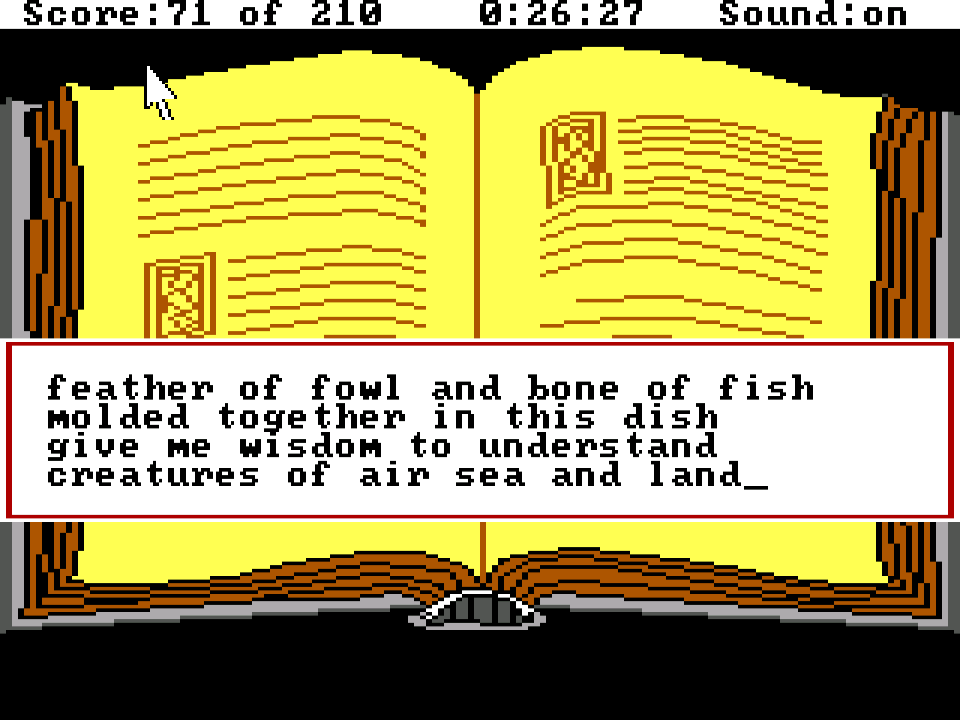 Score:71 of 210 0:26:27 Sound:on
feather of fowl and bone of fish
molded together in this dish
give me wisdom to understand
creatures of air sea and land_